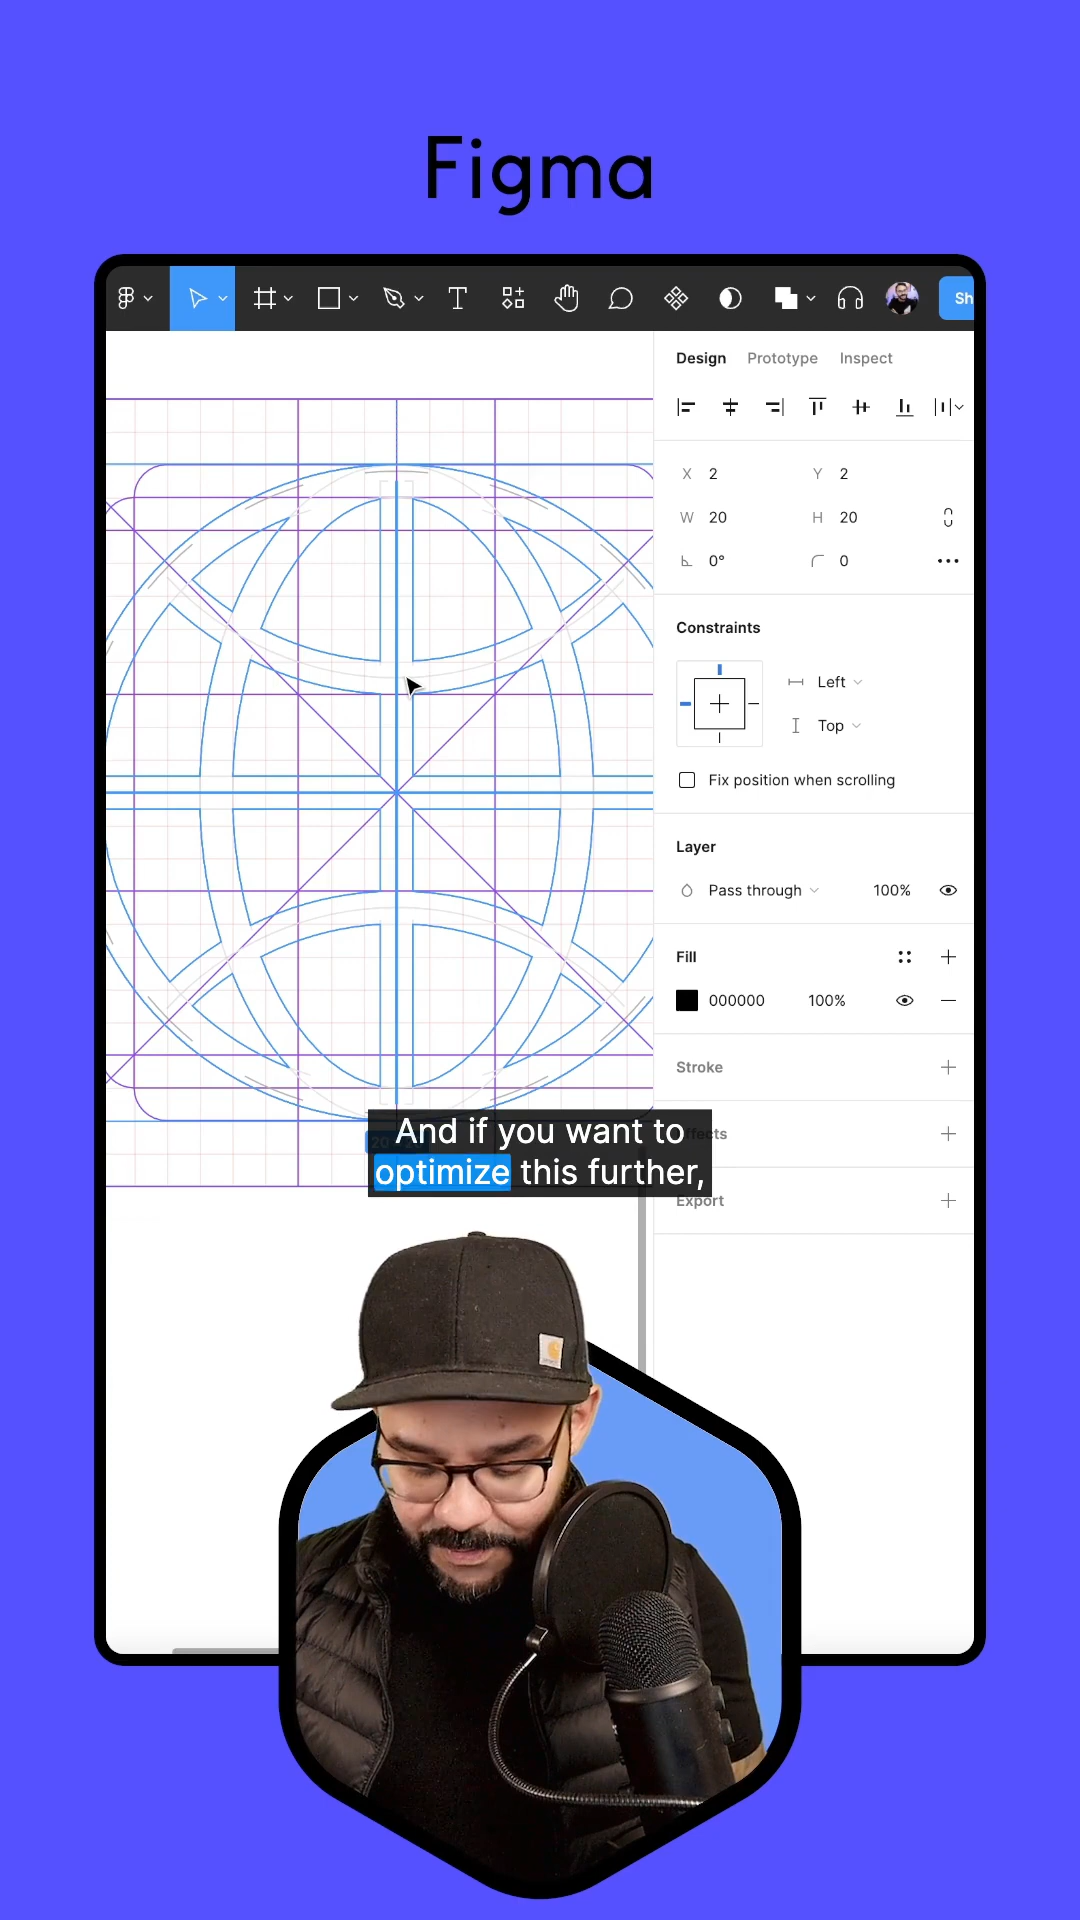 Figma
Sh
Design Prototype Inspect
X 2 Y 2
W 20 H 20
0° 0
Constraints
Left
Top
Fix position when scrolling
Layer
Pass through 100%
Fill
000000 100%
Stroke
Effects
Export
And if you want to
optimize this further,